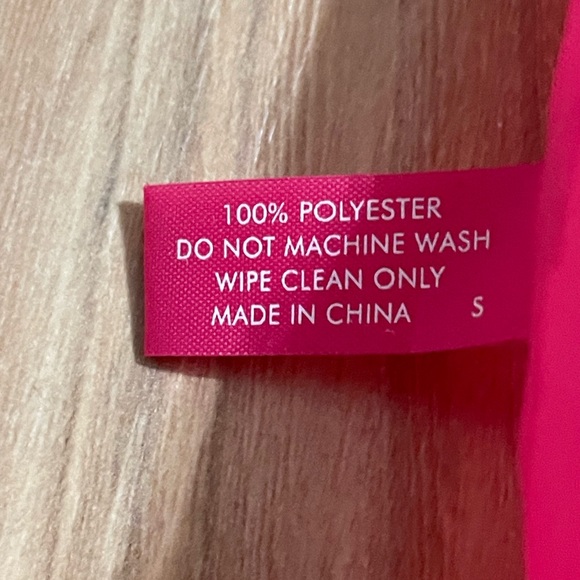 100% POLYESTER
DO NOT MACHINE WASH
WIPE CLEAN ONLY
MADE IN CHINA S